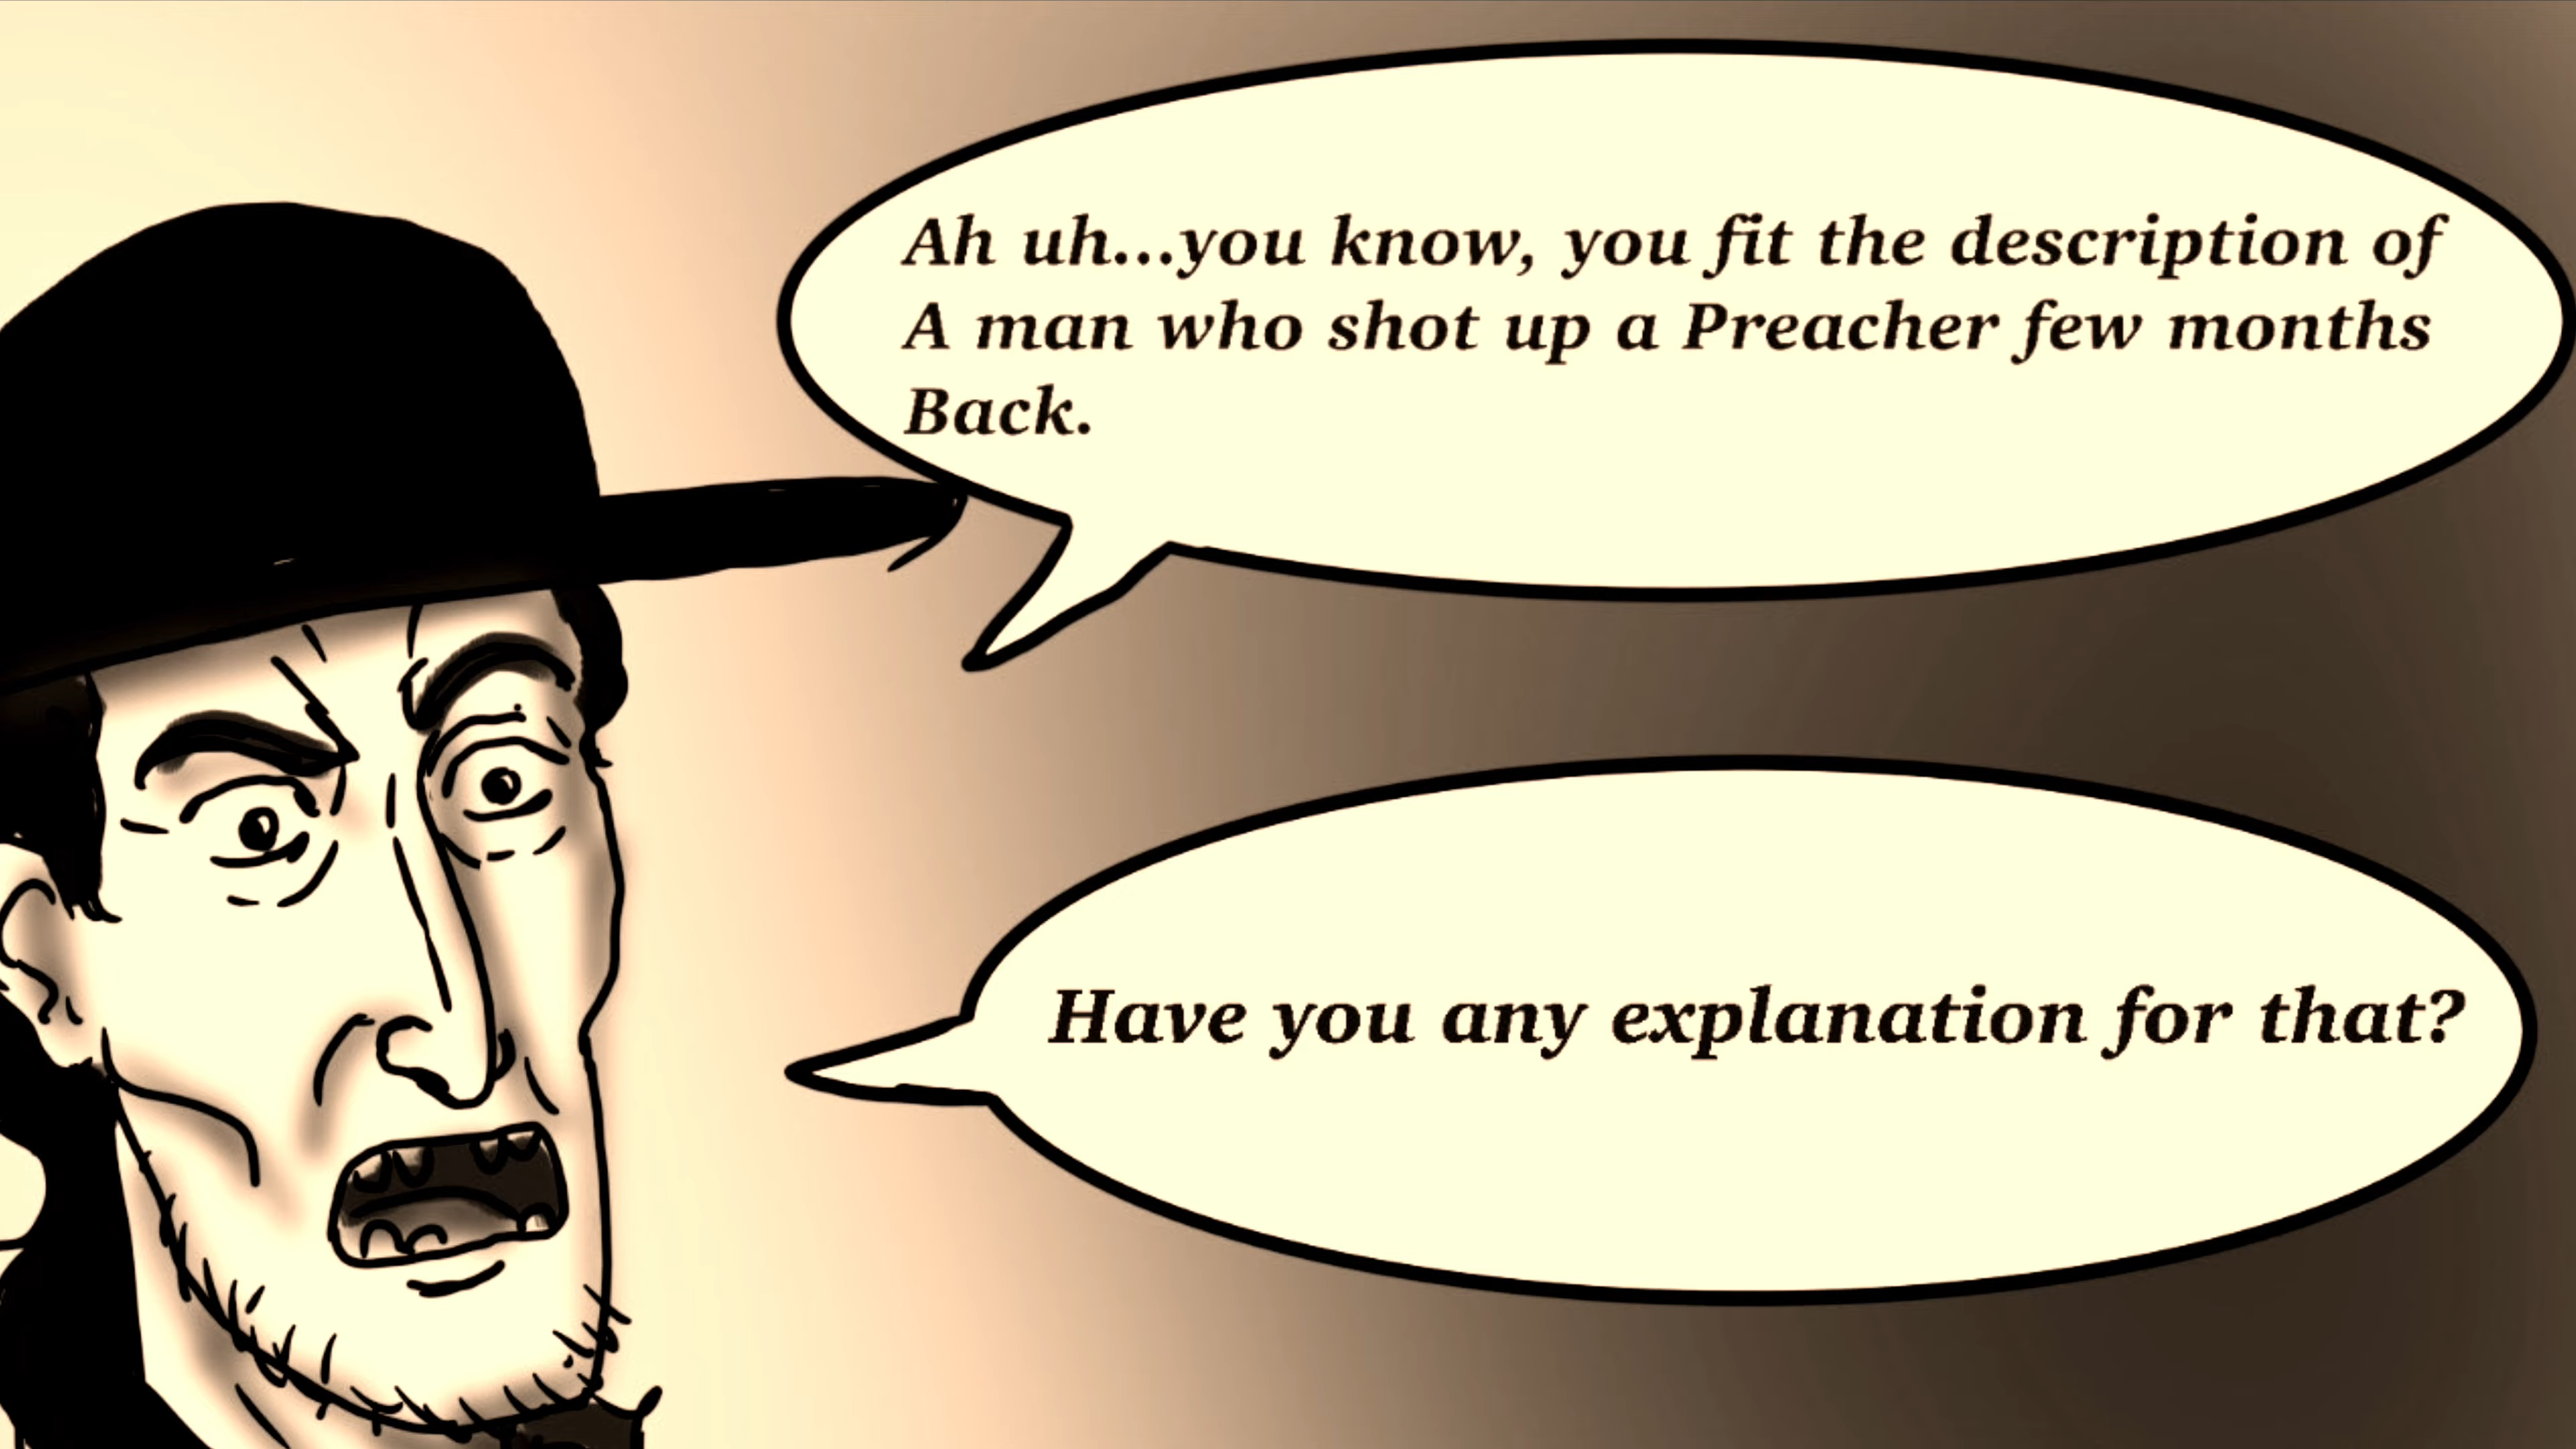 Ah uh...you know, you fit the description of
A man who shot up a Preacher few months
Back.
Have you any explanation for that?